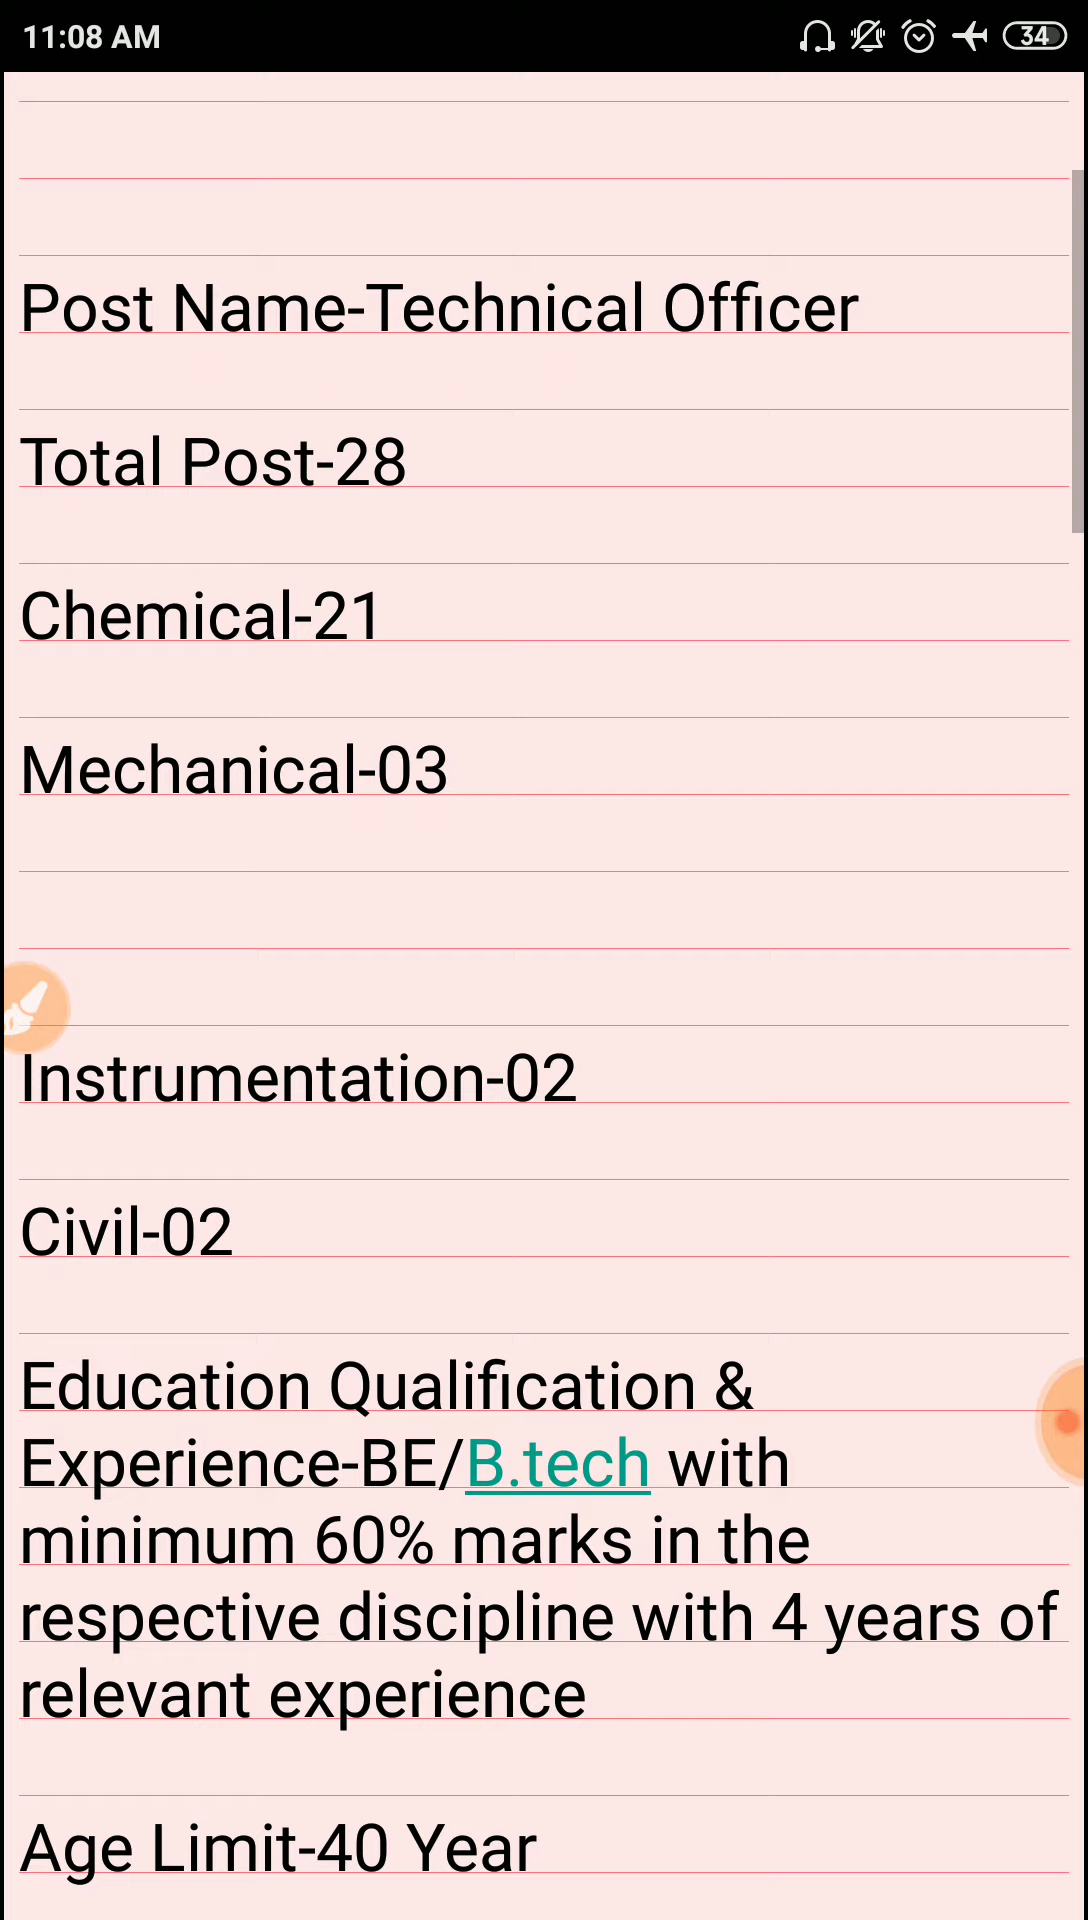 11:08 AM
34
Post Name-Technical Officer
Total Post-28
Chemical-21
Mechanical-03
Instrumentation-02
Civil-02
Education Qualification &
Experience-BE/B.tech with
minimum 60% marks in the
respective discipline with 4 years of
relevant experience
Age Limit-40 Year